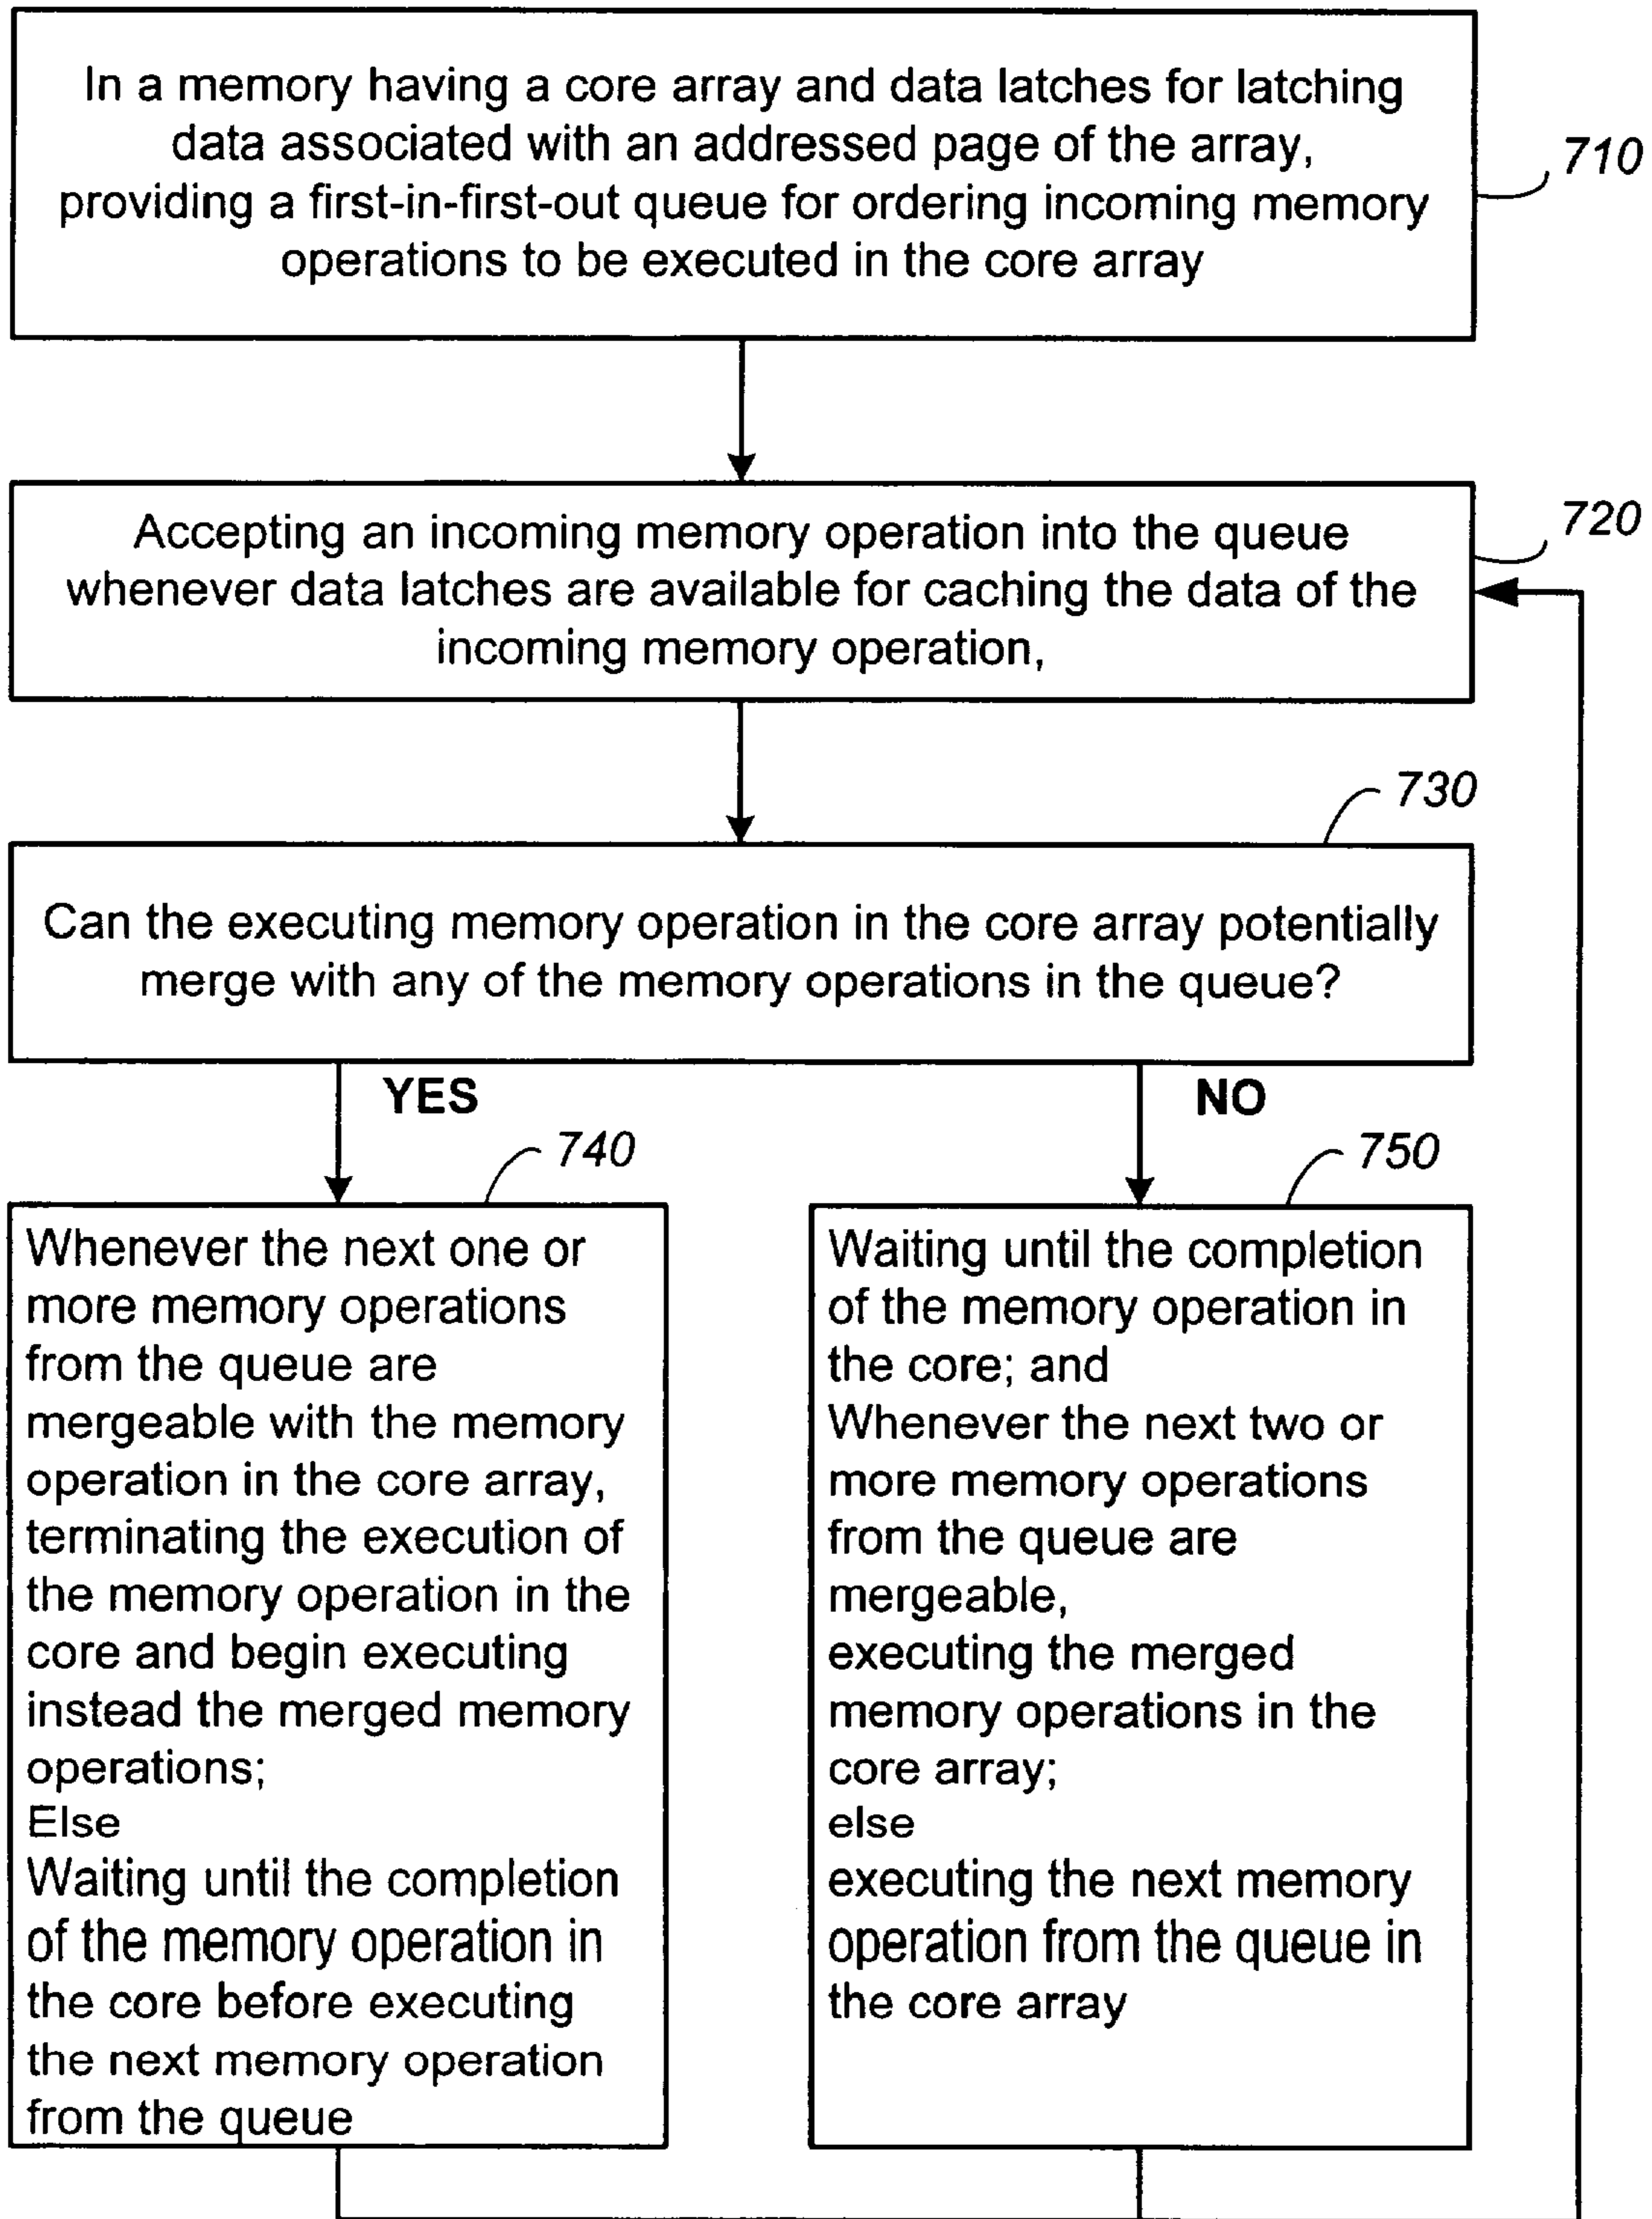 In a memory having a core array and data latches for latching
data associated with an addressed page of the array,
providing a first-in-first-out queue for ordering incoming memory
operations to be executed in the core array
710
Accepting an incoming memory operation into the queue
whenever data latches are available for caching the data of the
incoming memory operation,
720
730
Can the executing memory operation in the core array potentially
merge with any of the memory operations in the queue?
YES
NO
740
750
Whenever the next one or
more memory operations
from the queue are
mergeable with the memory
operation in the core array,
terminating the execution of
the memory operation in the
core and begin executing
instead the merged memory
operations;
Else
Waiting until the completion
of the memory operation in
the core before executing
the next memory operation
from the queue
Waiting until the completion
of the memory operation in
the core; and
Whenever the next two or
more memory operations
from the queue are
mergeable,
executing the merged
memory operations in the
core array;
else
executing the next memory
operation from the queue in
the core array